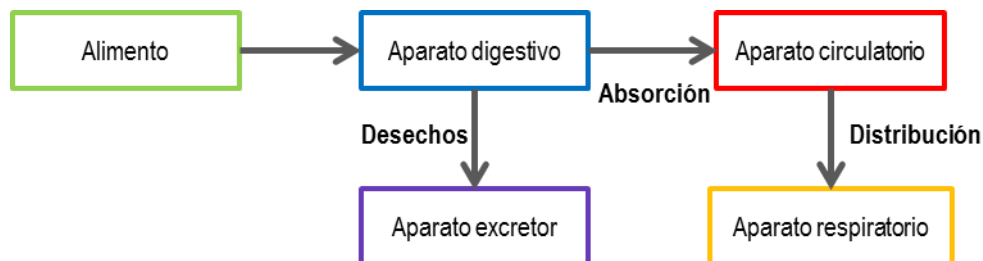 Alimento
Aparato digestivo
Aparato circulatorio
Absorción
Desechos
Distribución
Aparato excretor
Aparato respiratorio